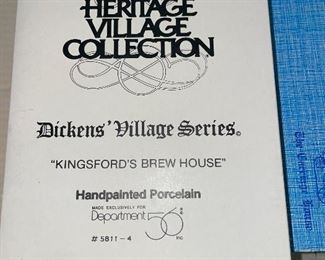 HERITAGE
VILLAGE
COLLECTION
Dickens' Village Series®
"KINGSFORD'S BREW HOUSE"
Handpainted Porcelain
MADE EXCLUSIVELY FOR
Department 56®
INC
# 5811-4